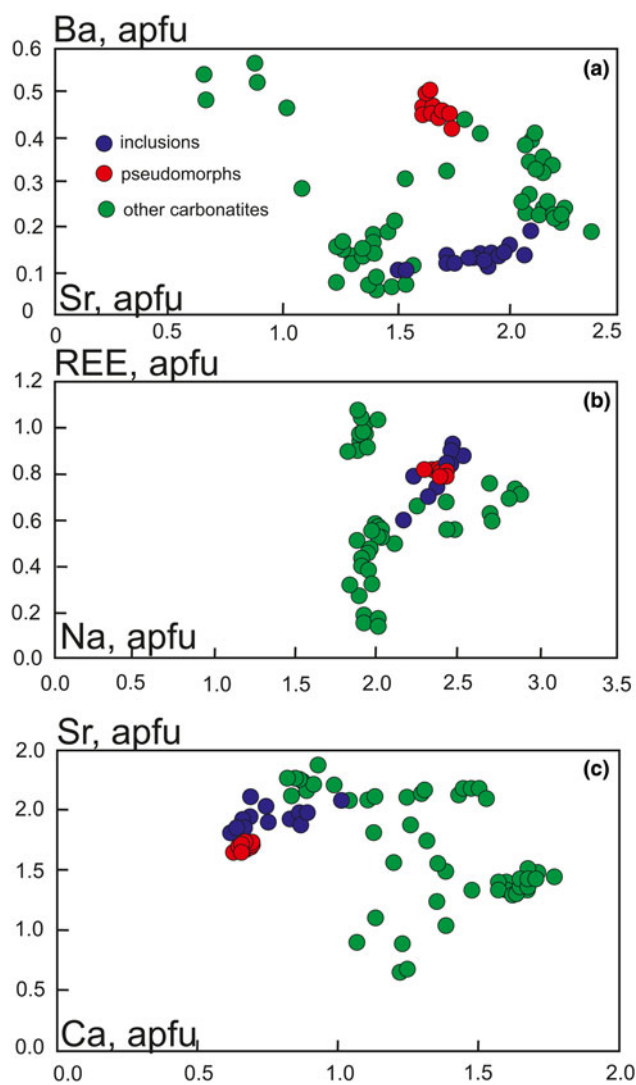 Ba, apfu
0.6
(a)
0.5
inclusions
0.4
pseudomorphs
0.3
other carbonatites
0.2
0.1
0
Sr, apfu
0 0.5 1.0 1.5 2.0 2.5
REE, apfu
1.2
(b)
1.0
0.8
0.6
0.4
0.2
0.0
Na, apfu
0.0 0.5 1.0 1.5 2.0 2.5 3.0 3.5
Sr, apfu
2.0
(c)
2.0
1.5
1.0
0.5
0.0
Ca, apfu
0.0 0.5 1.0 1.5 2.0